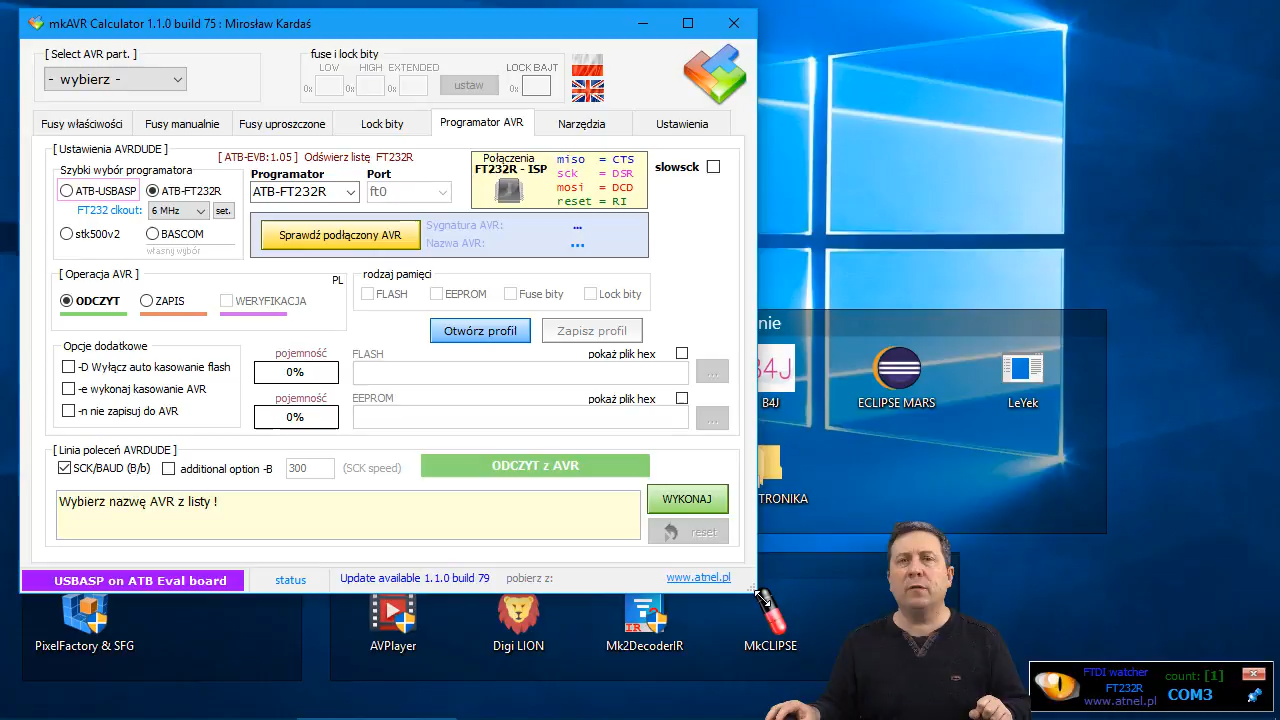 mkAVR Calculator 1.1.0 build 75 : Mirosław Kardaś
[ Select AVR part. ]
- wybierz -
fuse i lock bity
LOW HIGH EXTENDED LOCK BAJT
0x 0x 0x ustaw 0x
Fusy właściwości Fusy manualnie Fusy uproszczone Lock bity Programator AVR Narzędzia Ustawienia
[ Ustawienia AVRDUDE ]
Szybki wybór programatora
ATB-USBASP ATB-FT232R
FT232 clkout: 6 MHz set.
stk500v2 BASCOM
własny wybór
[ ATB-EVB:1.05 ] Odśwież listę FT232R
Programator Port
ATB-FT232R ft0
Połączenia
FT232R - ISP
miso = CTS
sck = DSR
mosi = DCD
reset = RI
slowsck
Sprawdź podłączony AVR
Sygnatura AVR: ...
Nazwa AVR: ...
[ Operacja AVR ]
PL
ODCZYT ZAPIS WERYFIKACJA
rodzaj pamięci
FLASH EEPROM Fuse bity Lock bity
Otwórz profil Zapisz profil
Opcje dodatkowe
-D Wyłącz auto kasowanie flash
-e wykonaj kasowanie AVR
-n nie zapisuj do AVR
pojemność FLASH pokaż plik hex
0% ...
pojemność EEPROM pokaż plik hex
0% ...
[ Linia poleceń AVRDUDE ]
SCK/BAUD (B/b) additional option -B 300 (SCK speed) ODCZYT z AVR
Wybierz nazwę AVR z listy !
WYKONAJ
reset
USBASP on ATB Eval board status Update available 1.1.0 build 79 pobierz z: www.atnel.pl
nie
B4J
B4J ECLIPSE MARS LeYek
TRONIKA
IR
PixelFactory & SFG AVPlayer Digi LION Mk2DecoderIR MkCLIPSE
FTDI watcher count: [1]
FT232R
www.atnel.pl COM3